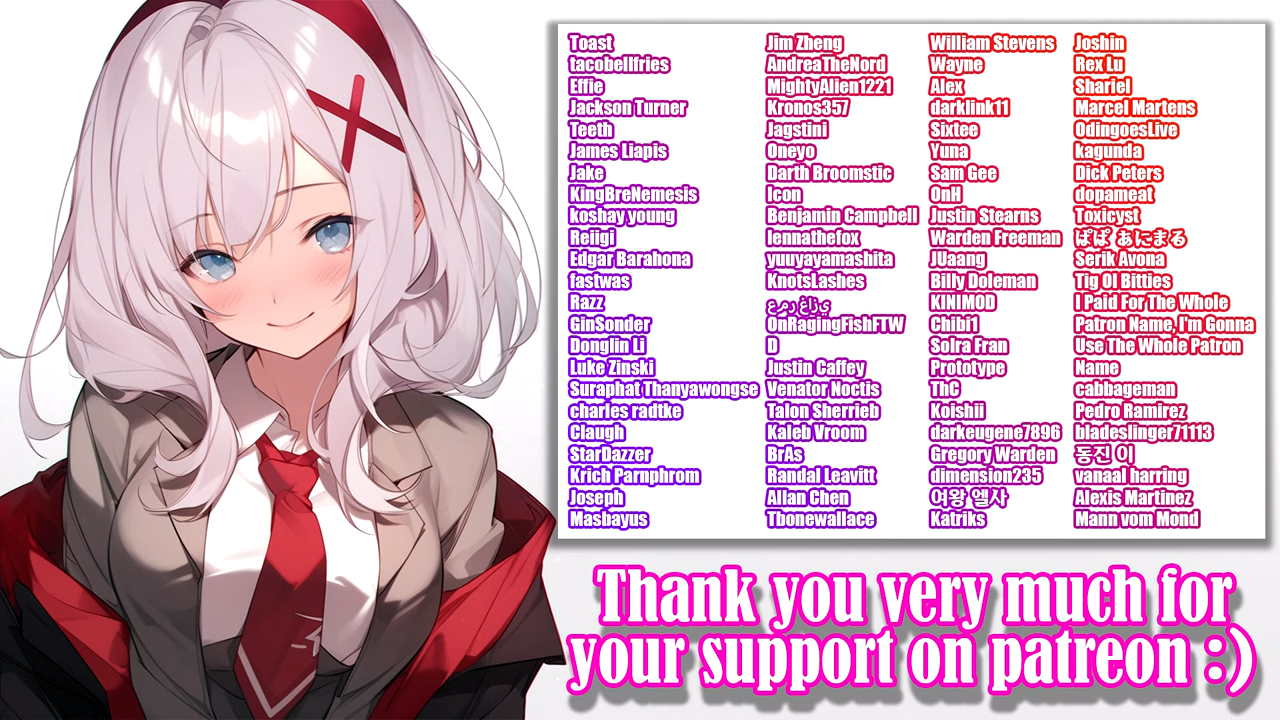 Toast
tacobellfries
Effie
Jackson Turner
Teeth
James Liapis
Jake
KingBreNemesis
koshay young
Reiigi
Edgar Barahona
fastwas
Razz
GinSonder
Donglin Li
Luke Zinski
Suraphat Thanyawongse
charles radtke
Claugh
StarDazzer
Krich Parnphrom
Joseph
Masbayus
Jim Zheng
AndreaTheNord
MightyAlien1221
Kronos357
Jagstini
Oneyo
Darth Broomstic
Icon
Benjamin Campbell
lennathefox
yuuyayamashita
KnotsLashes
OnRagingFishFTW
D
Justin Caffey
Venator Noctis
Talon Sherrieb
Kaleb Vroom
BrAs
Randal Leavitt
Allan Chen
Tbonewallace
William Stevens
Wayne
Alex
darklink11
Sixtee
Yuna
Sam Gee
OnH
Justin Stearns
Warden Freeman
JUaang
Billy Doleman
KINIMOD
Chibi1
Solra Fran
Prototype
ThC
Koishii
darkeugene7896
Gregory Warden
dimension235
여왕 엘사
Katriks
Joshin
Rex Lu
Shariel
Marcel Martens
OdingoesLive
kagunda
Dick Peters
dopameat
Toxicyst
ぱぱ あにまる
Serik Avona
Tig Ol Bitties
I Paid For The Whole
Patron Name, I'm Gonna
Use The Whole Patron
Name
cabbageman
Pedro Ramirez
bladeslinger71113
동진 이
vanaal harring
Alexis Martinez
Mann vom Mond
Thank you very much for
your support on patreon :)